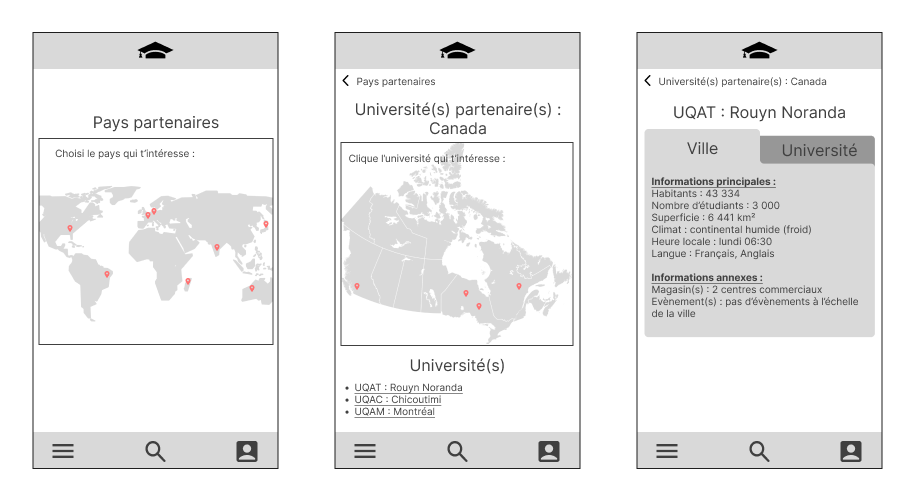 Pays partenaires
Choisi le pays qui t'intéresse :
Pays partenaires
Université(s) partenaire(s) :
Canada
Clique l'université qui t'intéresse :
Université(s)
• UQAT : Rouyn Noranda
• UQAC : Chicoutimi
• UQAM : Montréal
Université(s) partenaire(s) : Canada
UQAT : Rouyn Noranda
Ville
Université
Informations principales :
Habitants : 43 334
Nombre d'étudiants : 3 000
Superficie : 6 441 km²
Climat : continental humide (froid)
Heure locale : lundi 06:30
Langue : Français, Anglais
Informations annexes :
Magasin(s) : 2 centres commerciaux
Evènement(s) : pas d'évènements à l'échelle
de la ville